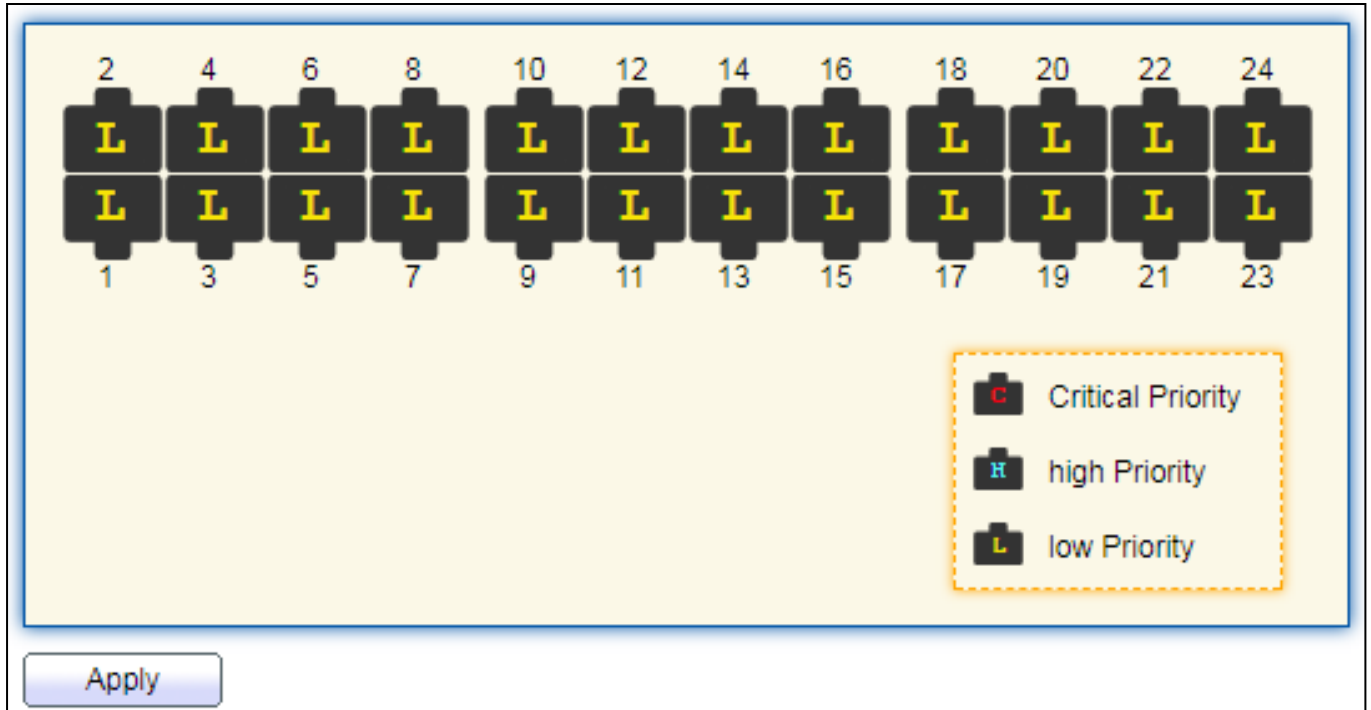 2 4 6 8 10 12 14 16 18 20 22 24
L L L L L L L L L L L L
L L L L L L L L L L L L
1 3 5 7 9 11 13 15 17 19 21 23
C Critical Priority
H high Priority
L low Priority
Apply